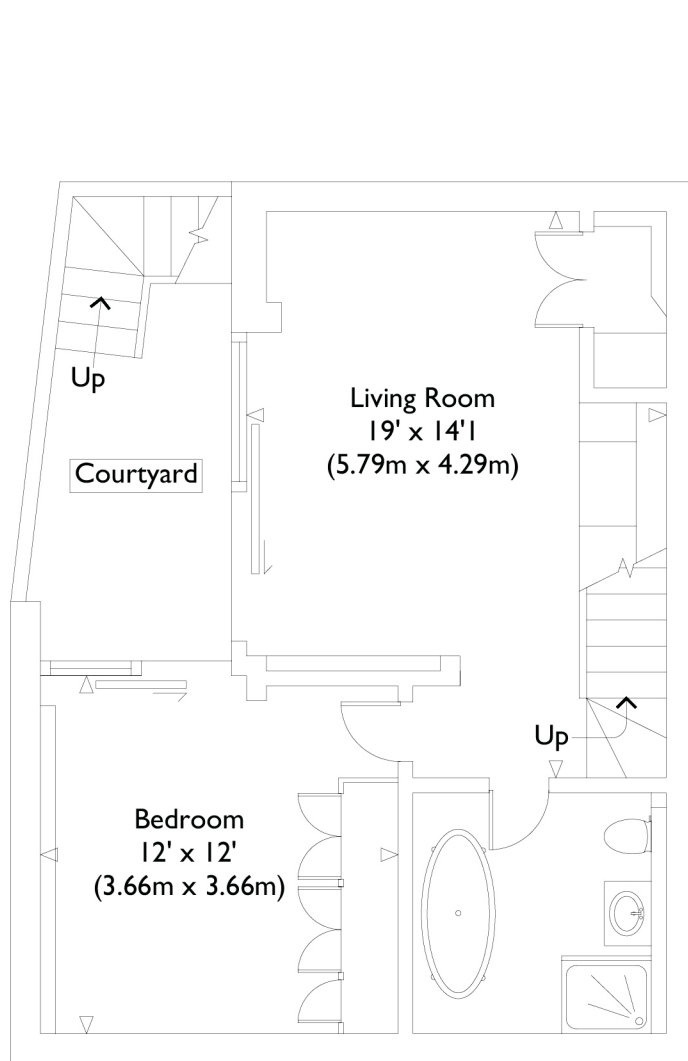 Up
Living Room
19' x 14'1
(5.79m x 4.29m)
Courtyard
Up
Bedroom
12' x 12'
(3.66m x 3.66m)